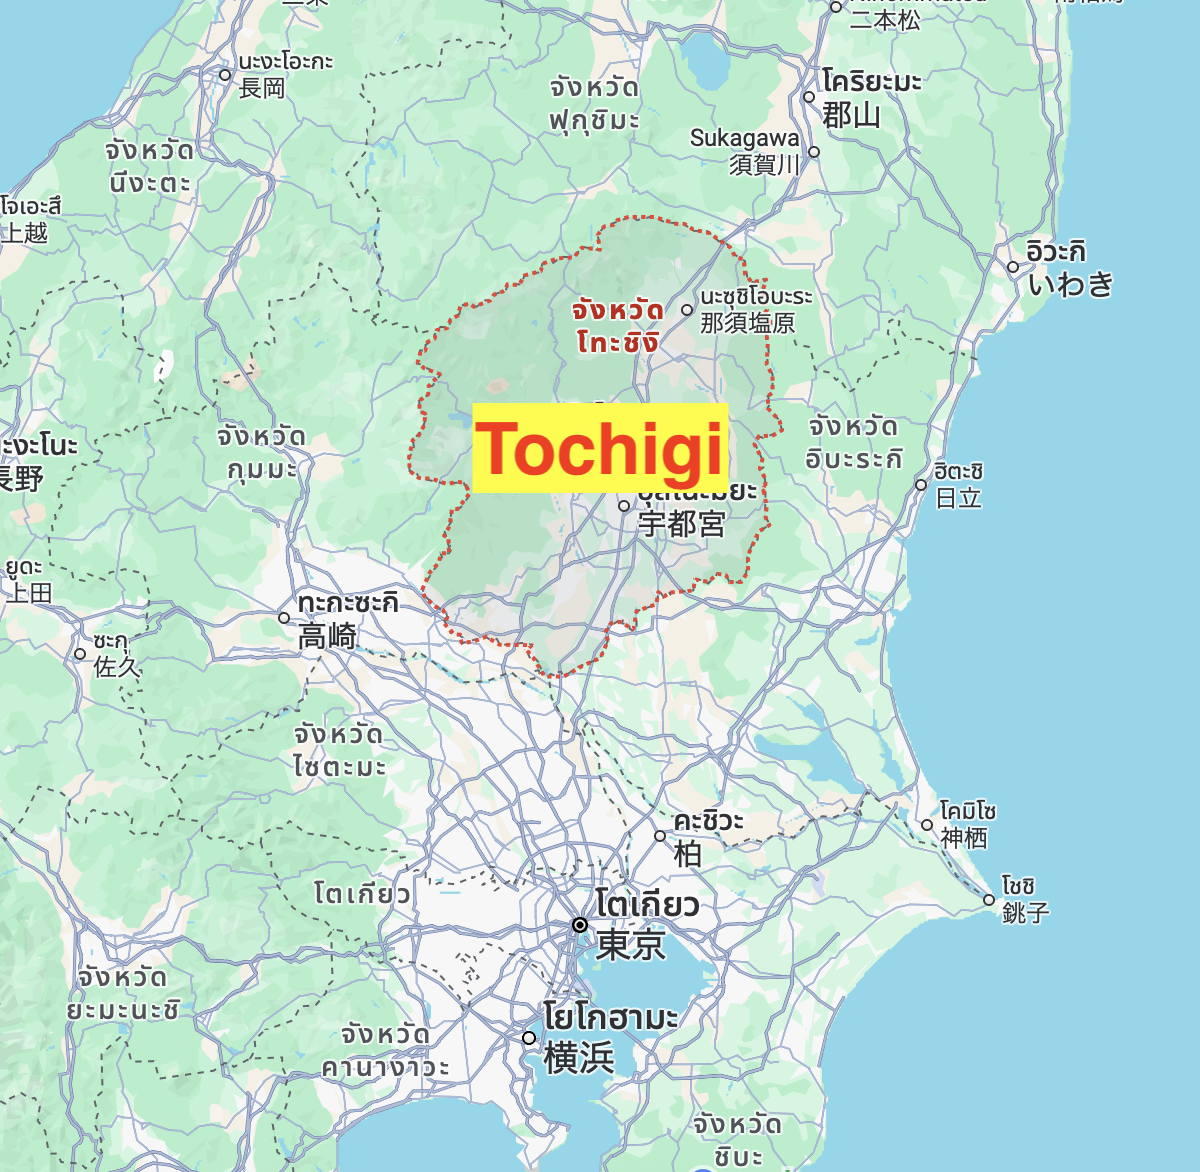 二本松
นะงะโอะกะ
長岡
จังหวัด
ฟุกุชิมะ
โคริยะมะ
郡山
Sukagawa
須賀川
จังหวัด
นีงะตะ
โจเอะสึ
上越
อิวะกิ
いわき
นะซุชิโอบะระ
那須塩原
จังหวัด
โทะชิงิ
Tochigi
จังหวัด
กุมมะ
จังหวัด
อิบะระกิ
ฮิตะชิ
日立
宇都宮
ยูดะ
上田
ทะกะซะกิ
高崎
ซะกุ
佐久
จังหวัด
ไซตะมะ
คะชิวะ
柏
โคมิโซ
神栖
โตเกียว
โตเกียว
東京
โชชิ
銚子
จังหวัด
ยะมะนะชิ
โยโกฮามะ
横浜
จังหวัด
คานางาวะ
จังหวัด
ชิบะ